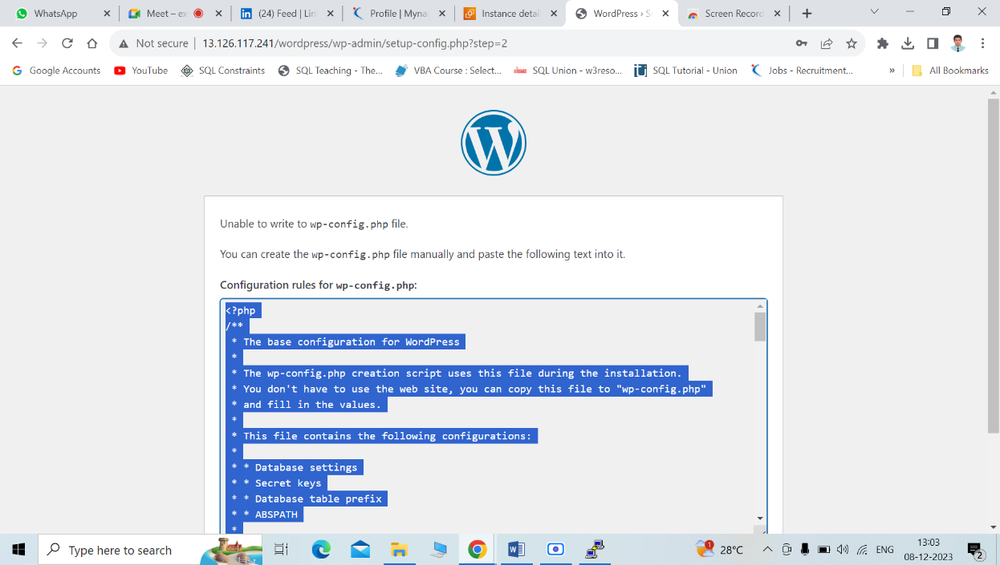 WhatsApp
Meet – ex
(24) Feed | Lin
Profile | Myna
Instance detai
WordPress › S
Screen Record
Not secure
13.126.117.241/wordpress/wp-admin/setup-config.php?step=2
Google Accounts
YouTube
SQL Constraints
SQL Teaching - The...
VBA Course : Select...
SQL Union - w3reso...
SQL Tutorial - Union
Jobs - Recruitment...
»
All Bookmarks
Unable to write to wp-config.php file.
You can create the wp-config.php file manually and paste the following text into it.
Configuration rules for wp-config.php:
<?php
/**
* The base configuration for WordPress
*
* The wp-config.php creation script uses this file during the installation.
* You don't have to use the web site, you can copy this file to "wp-config.php"
* and fill in the values.
*
* This file contains the following configurations:
*
* * Database settings
* * Secret keys
* * Database table prefix
* * ABSPATH
*
Type here to search
1
28°C
ENG
13:03
08-12-2023
2